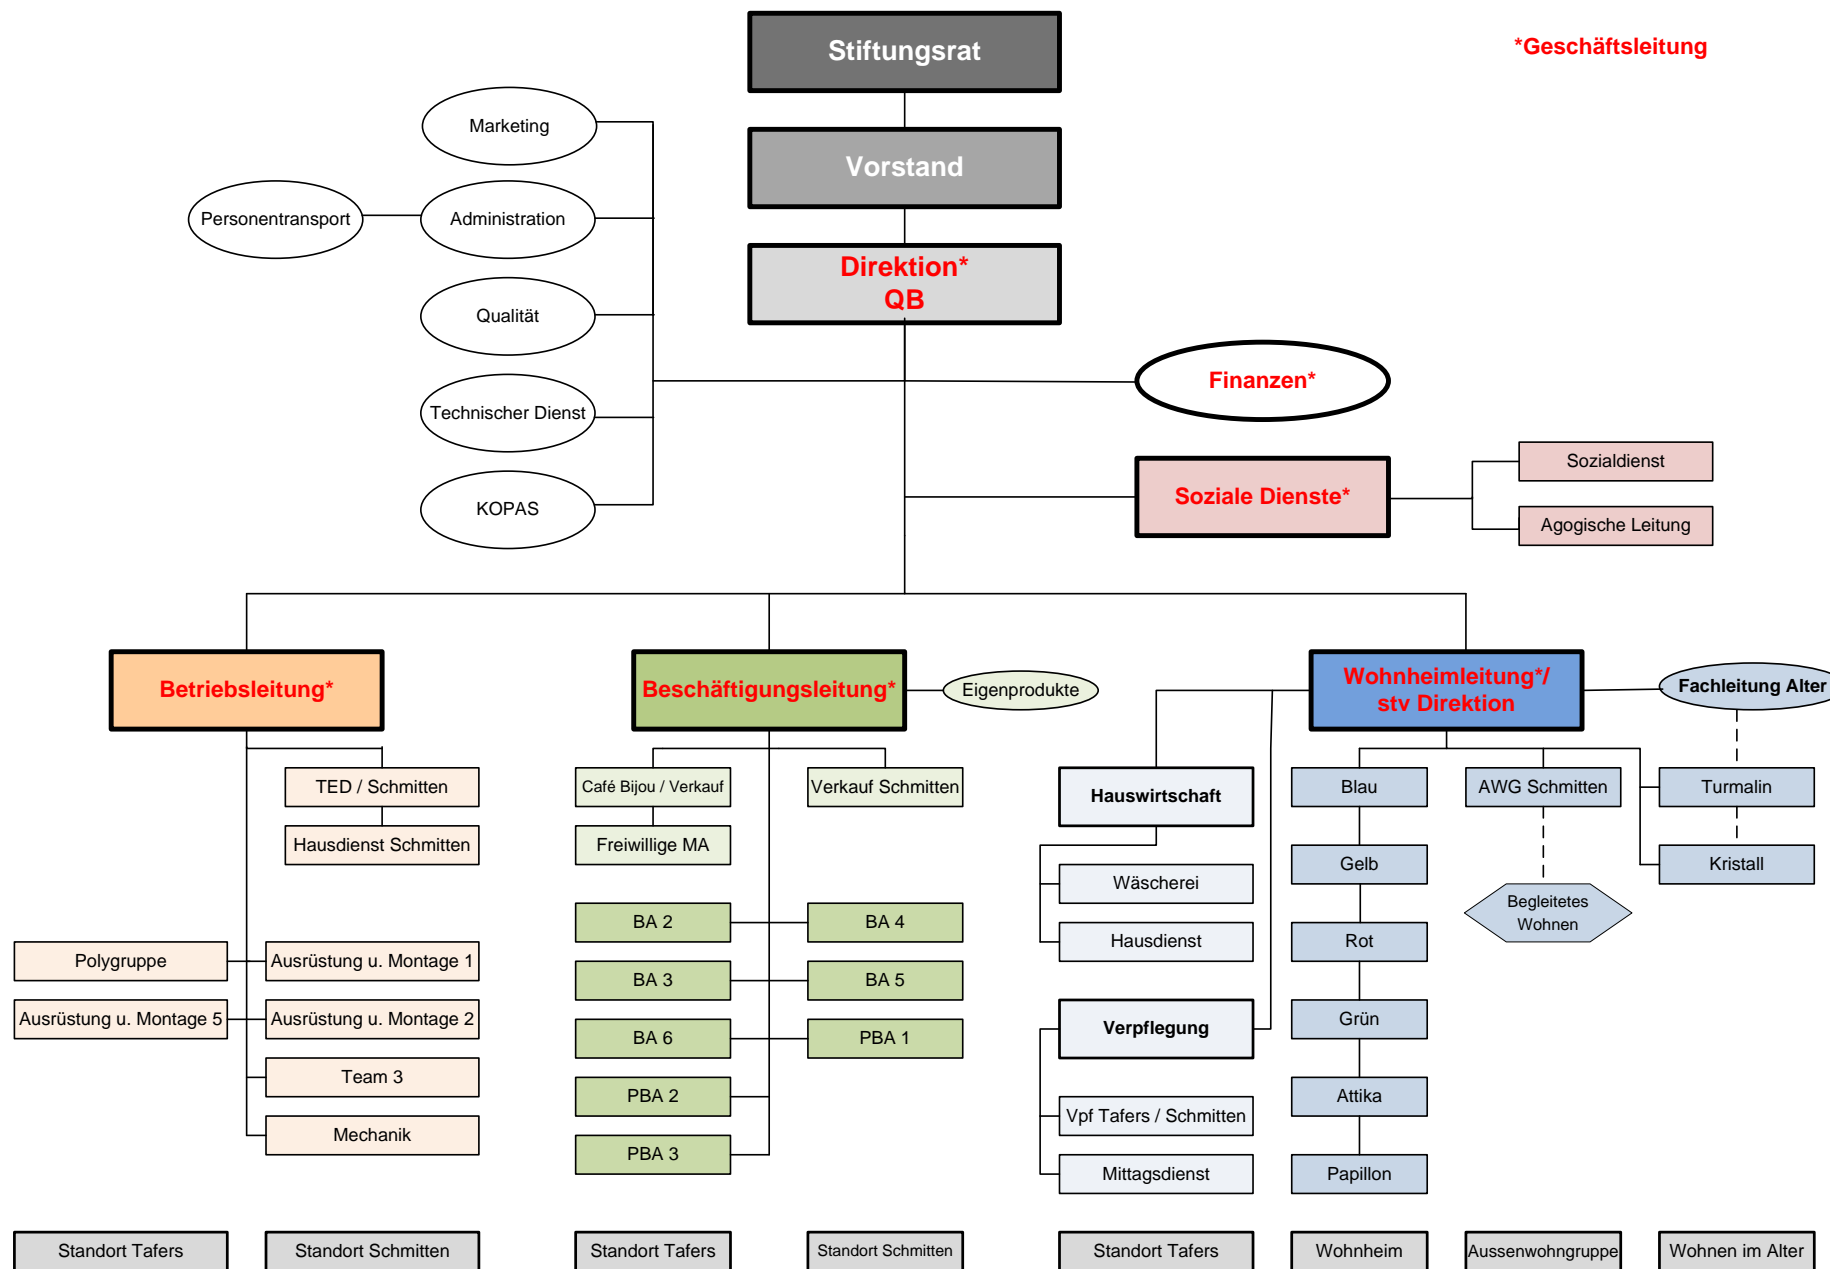 Stiftungsrat
*Geschäftsleitung
Marketing
Vorstand
Personentransport
Administration
Direktion*
QB
Qualität
Finanzen*
Technischer Dienst
Sozialdienst
Soziale Dienste*
KOPAS
Agogische Leitung
Betriebsleitung*
Beschäftigungsleitung*
Eigenprodukte
Wohnheimleitung*/
stv Direktion
Fachleitung Alter
TED / Schmitten
Café Bijou / Verkauf
Verkauf Schmitten
Hauswirtschaft
Blau
AWG Schmitten
Turmalin
Hausdienst Schmitten
Freiwillige MA
Gelb
Kristall
Wäscherei
Begleitetes
Wohnen
BA 2
BA 4
Hausdienst
Rot
Polygruppe
Ausrüstung u. Montage 1
BA 3
BA 5
Ausrüstung u. Montage 5
Ausrüstung u. Montage 2
BA 6
PBA 1
Verpflegung
Grün
Team 3
PBA 2
Vpf Tafers / Schmitten
Attika
Mechanik
PBA 3
Mittagsdienst
Papillon
Standort Tafers
Standort Schmitten
Standort Tafers
Standort Schmitten
Standort Tafers
Wohnheim
Aussenwohngruppe
Wohnen im Alter